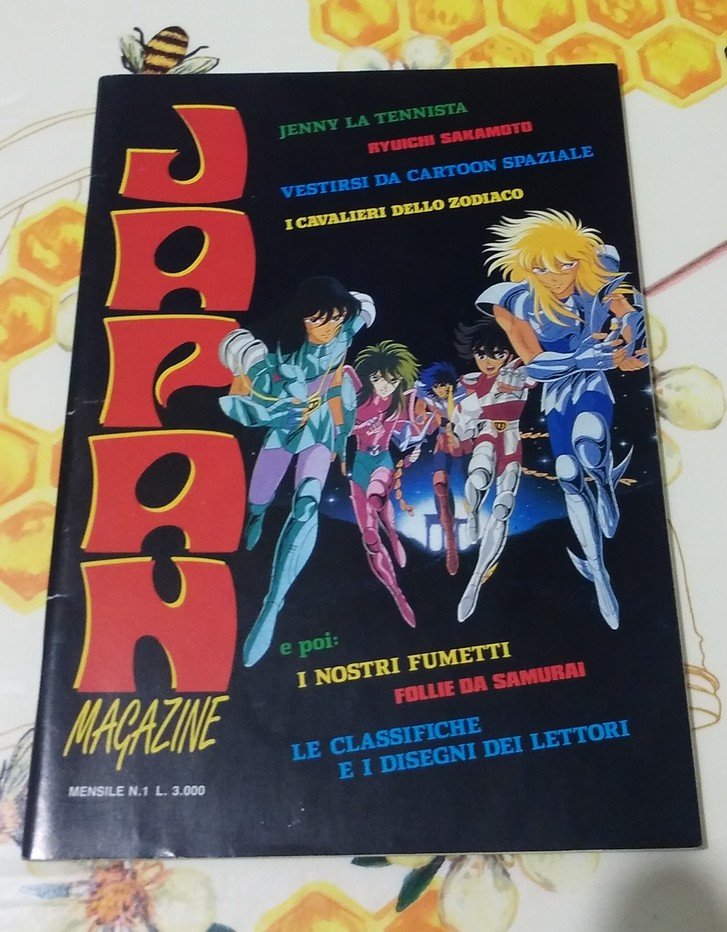 JAPAN
MAGAZINE
MENSILE N.1 L. 3.000
JENNY LA TENNISTA
RYUICHI SAKAMOTO
VESTIRSI DA CARTOON SPAZIALE
I CAVALIERI DELLO ZODIACO
e poi:
I NOSTRI FUMETTI
FOLLIE DA SAMURAI
LE CLASSIFICHE
E I DISEGNI DEI LETTORI